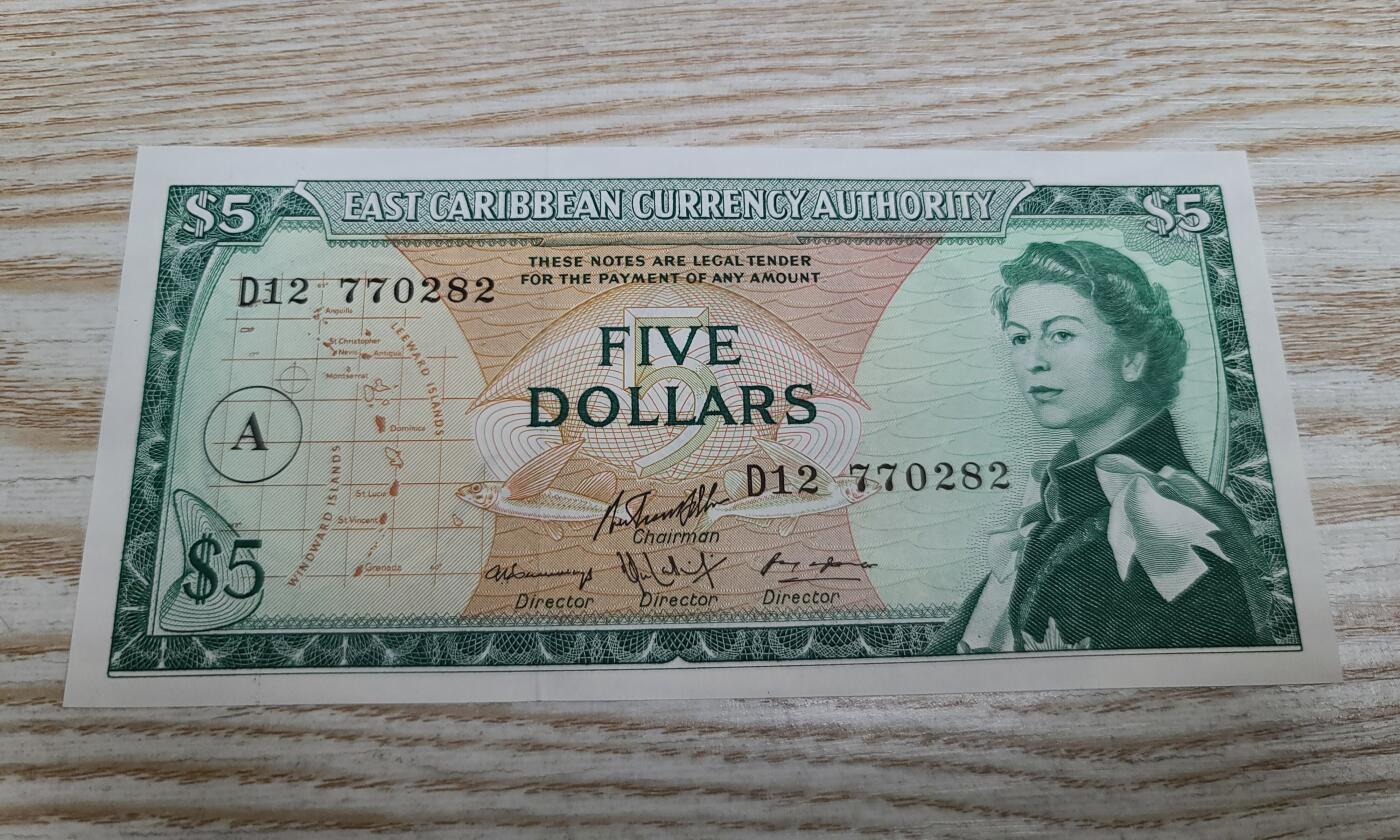 $5 EAST CARIBBEAN CURRENCY AUTHORITY $5
THESE NOTES ARE LEGAL TENDER
FOR THE PAYMENT OF ANY AMOUNT
D12 770282
Anguilla
LEEWARD ISLANDS
St Christopher
Nevis
Antigua
Montserrat
5
FIVE
DOLLARS
A
Dominica
WINDWARD ISLANDS
St Lucia
D12 770282
St Vincent
Chairman
Grenada
$5
Director Director Director